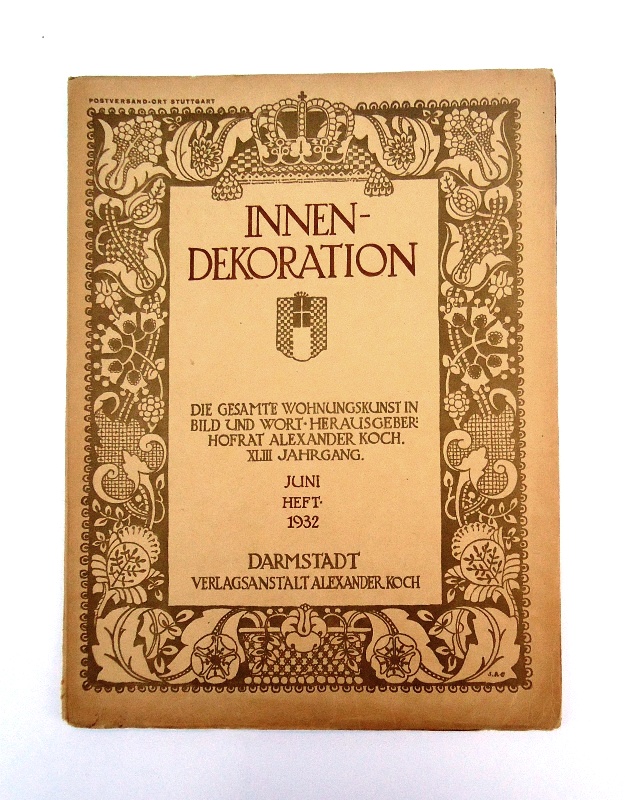 POSTVERSAND-ORT STUTTGART
INNEN-
DEKORATION
DIE GESAMTE WOHNUNGSKUNST IN
BILD UND WORT · HERAUSGEBER:
HOFRAT ALEXANDER KOCH.
XLIII JAHRGANG.
JUNI
HEFT·
1932
DARMSTADT
VERLAGSANSTALT ALEXANDER KOCH